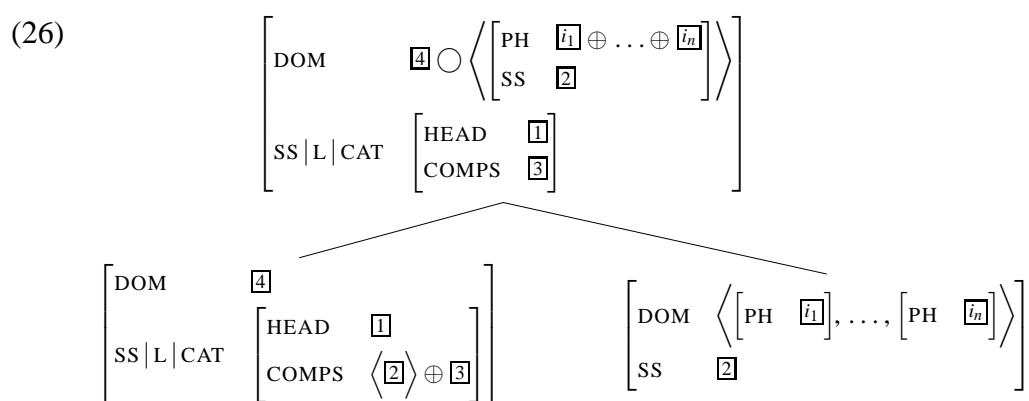 (26)
PH [i₁] ⊕ … ⊕ [iₙ]
DOM [4] ◯ ⟨ ⟩
SS [2]
HEAD [1]
SS|L|CAT
COMPS [3]
DOM [4]
HEAD [1]
SS|L|CAT
COMPS ⟨[2]⟩ ⊕ [3]
DOM ⟨[PH [i₁]], …, [PH [iₙ]]⟩
SS [2]